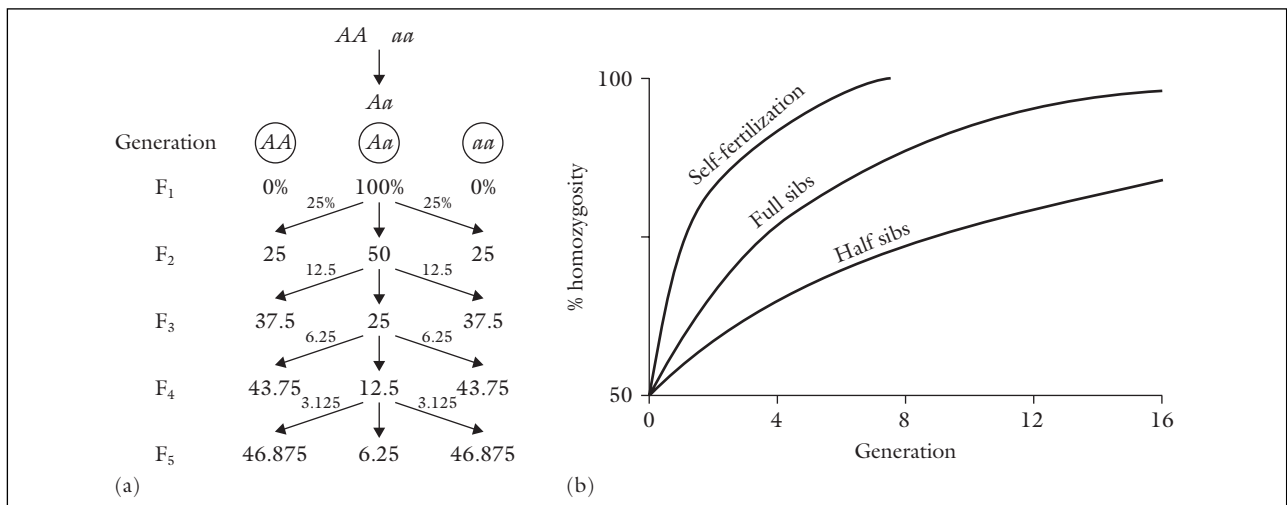 AA aa
Aa
Generation AA Aa aa
F1 0% 100% 0%
25% 25%
F2 25 50 25
12.5 12.5
F3 37.5 25 37.5
6.25 6.25
F4 43.75 12.5 43.75
3.125 3.125
F5 46.875 6.25 46.875
(a)
100
50
% homozygosity
Self-fertilization
Full sibs
Half sibs
0 4 8 12 16
Generation
(b)